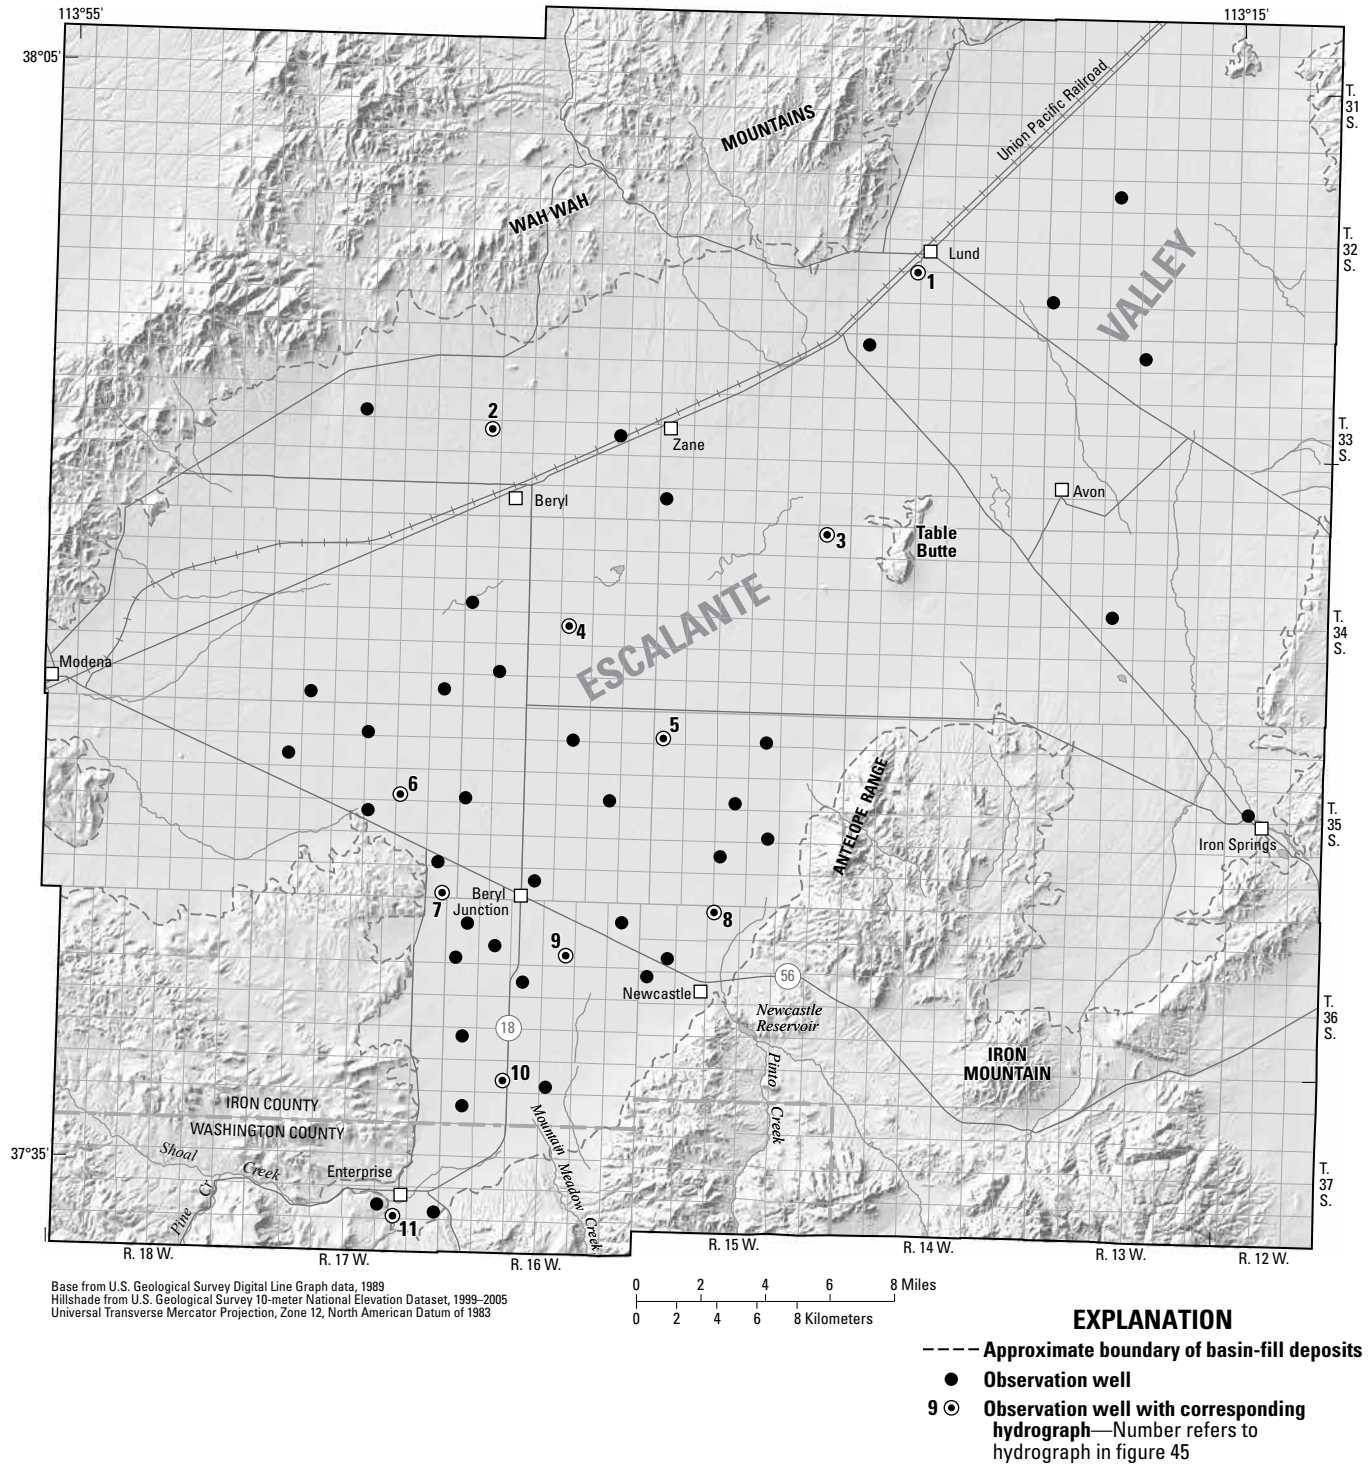 113°55'
113°15'
38°05'
T.
31
S.
Union Pacific Railroad
MOUNTAINS
WAH WAH
T.
32
S.
Lund
1
VALLEY
2
Zane
T.
33
S.
Beryl
Avon
3
Table
Butte
ESCALANTE
4
T.
34
S.
Modena
5
6
ANTELOPE RANGE
T.
35
S.
Iron Springs
Beryl
Junction
7
8
9
56
Newcastle
Newcastle
Reservoir
T.
36
S.
18
IRON
MOUNTAIN
10
Pinto Creek
IRON COUNTY
WASHINGTON COUNTY
Mountain Meadow Creek
37°35'
Shoal Creek
Enterprise
T.
37
S.
Pine Cr
11
R. 18 W.
R. 17 W.
R. 16 W.
R. 15 W.
R. 14 W.
R. 13 W.
R. 12 W.
Base from U.S. Geological Survey Digital Line Graph data, 1989
Hillshade from U.S. Geological Survey 10-meter National Elevation Dataset, 1999–2005
Universal Transverse Mercator Projection, Zone 12, North American Datum of 1983
0 2 4 6 8 Miles
0 2 4 6 8 Kilometers
EXPLANATION
Approximate boundary of basin-fill deposits
Observation well
9 Observation well with corresponding
hydrograph—Number refers to
hydrograph in figure 45